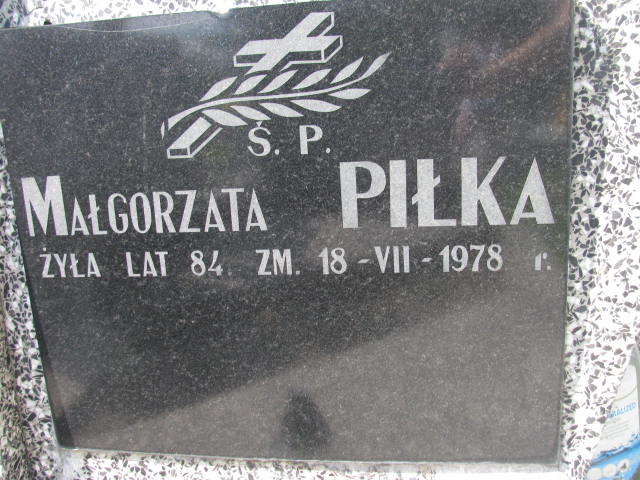 Ś. P.
MAŁGORZATA PIŁKA
ŻYŁA LAT 84. ZM. 18-VII-1978 r.